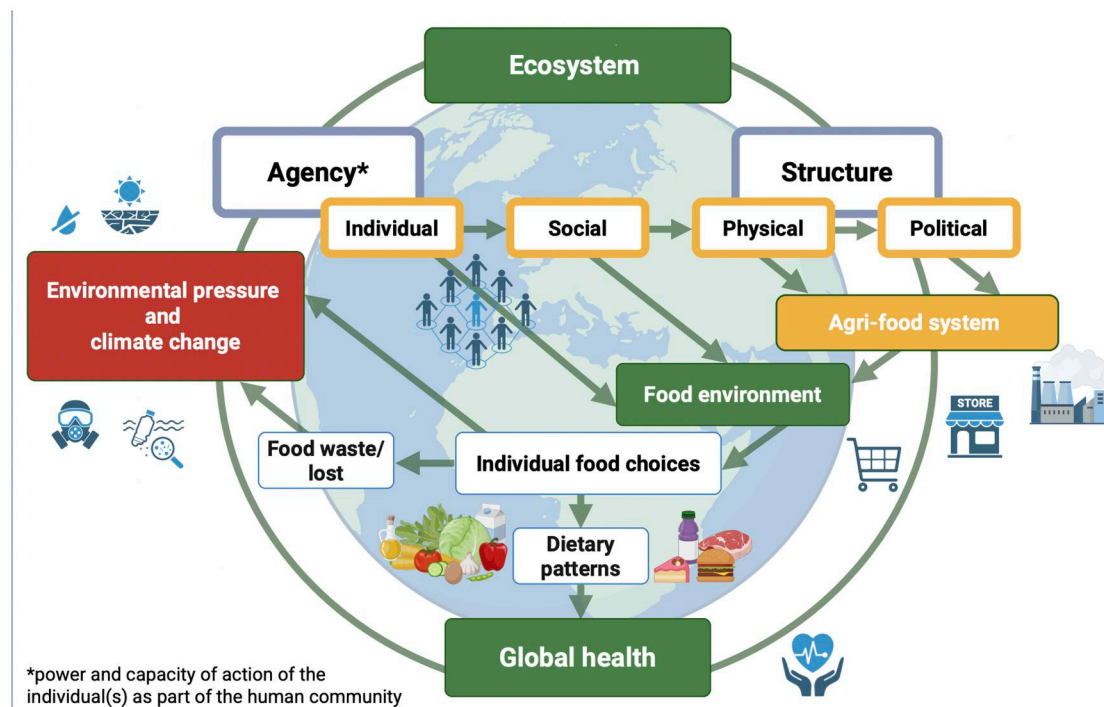 Ecosystem
Agency*
Structure
Individual
Social
Physical
Political
Environmental pressure
and
climate change
Agri-food system
Food environment
STORE
Food waste/
lost
Individual food choices
Dietary
patterns
Global health
*power and capacity of action of the
individual(s) as part of the human community